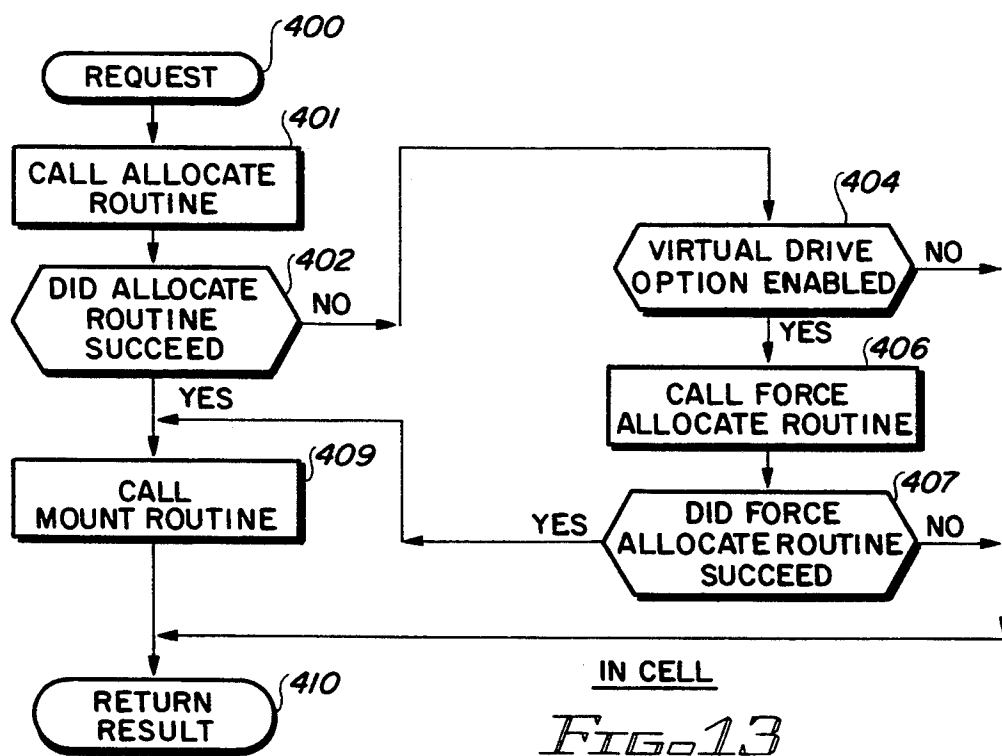 400
REQUEST
401
CALL ALLOCATE
ROUTINE
402
DID ALLOCATE
ROUTINE
SUCCEED
NO
YES
404
VIRTUAL DRIVE
OPTION ENABLED
NO
YES
406
CALL FORCE
ALLOCATE ROUTINE
407
DID FORCE
ALLOCATE ROUTINE
SUCCEED
NO
YES
409
CALL
MOUNT ROUTINE
410
RETURN
RESULT
IN CELL
FIG. 13